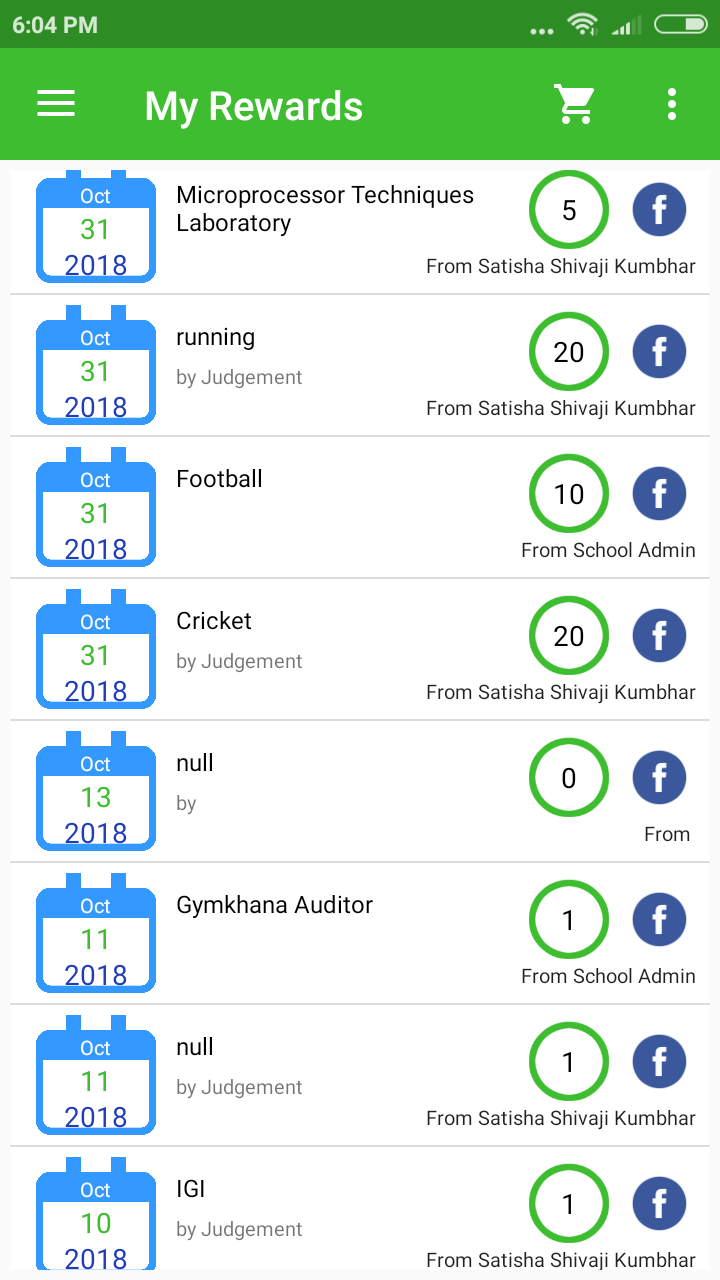 6:04 PM
My Rewards
Oct
31
2018
Microprocessor Techniques
Laboratory
5
f
From Satisha Shivaji Kumbhar
Oct
31
2018
running
by Judgement
20
f
From Satisha Shivaji Kumbhar
Oct
31
2018
Football
10
f
From School Admin
Oct
31
2018
Cricket
by Judgement
20
f
From Satisha Shivaji Kumbhar
Oct
13
2018
null
by
0
f
From
Oct
11
2018
Gymkhana Auditor
1
f
From School Admin
Oct
11
2018
null
by Judgement
1
f
From Satisha Shivaji Kumbhar
Oct
10
2018
IGI
by Judgement
1
f
From Satisha Shivaji Kumbhar